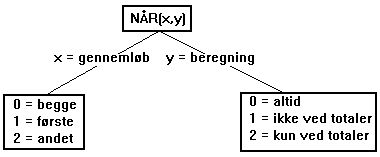 NÅR(x,y)
x = gennemløb y = beregning
0 = begge
1 = første
2 = andet
0 = altid
1 = ikke ved totaler
2 = kun ved totaler